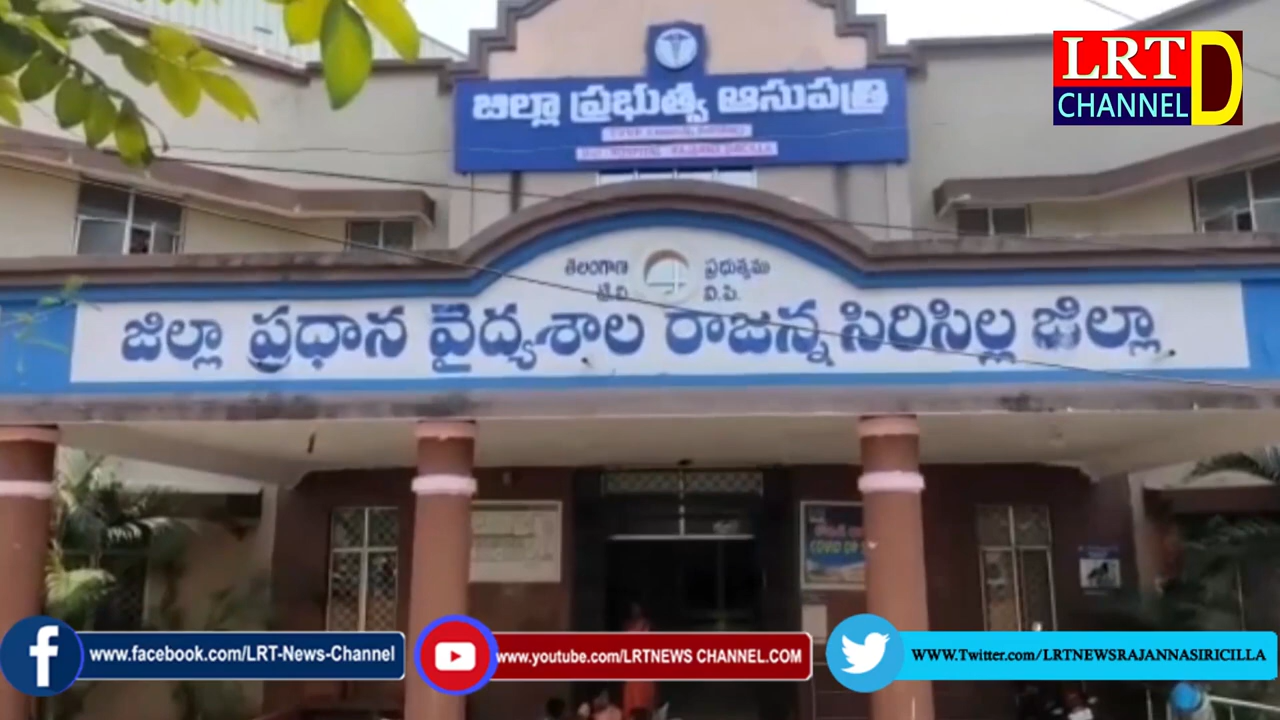 LRT D
CHANNEL
జిల్లా ప్రభుత్వ ఆసుపత్రి
తెలంగాణ ప్రభుత్వము
వి.పి.
జిల్లా ప్రధాన వైద్యశాల రాజన్న సిరిసిల్ల జిల్లా
COVID
www.facebook.com/LRT-News-Channel
www.youtube.com/LRTNEWS CHANNEL.COM
WWW.Twitter.com/LRTNEWSRAJANNASIRICILLA